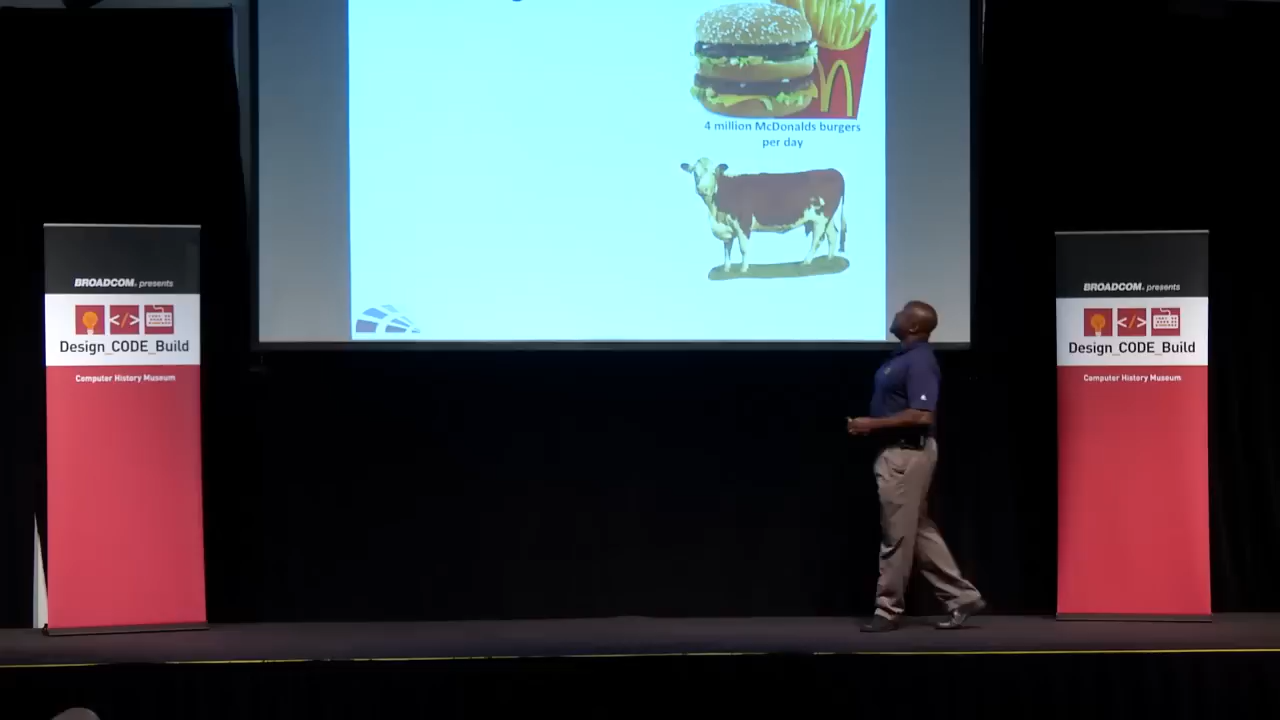 4 million McDonalds burgers
per day
BROADCOM. presents
</>
Design_CODE_Build
Computer History Museum
BROADCOM. presents
</>
Design_CODE_Build
Computer History Museum